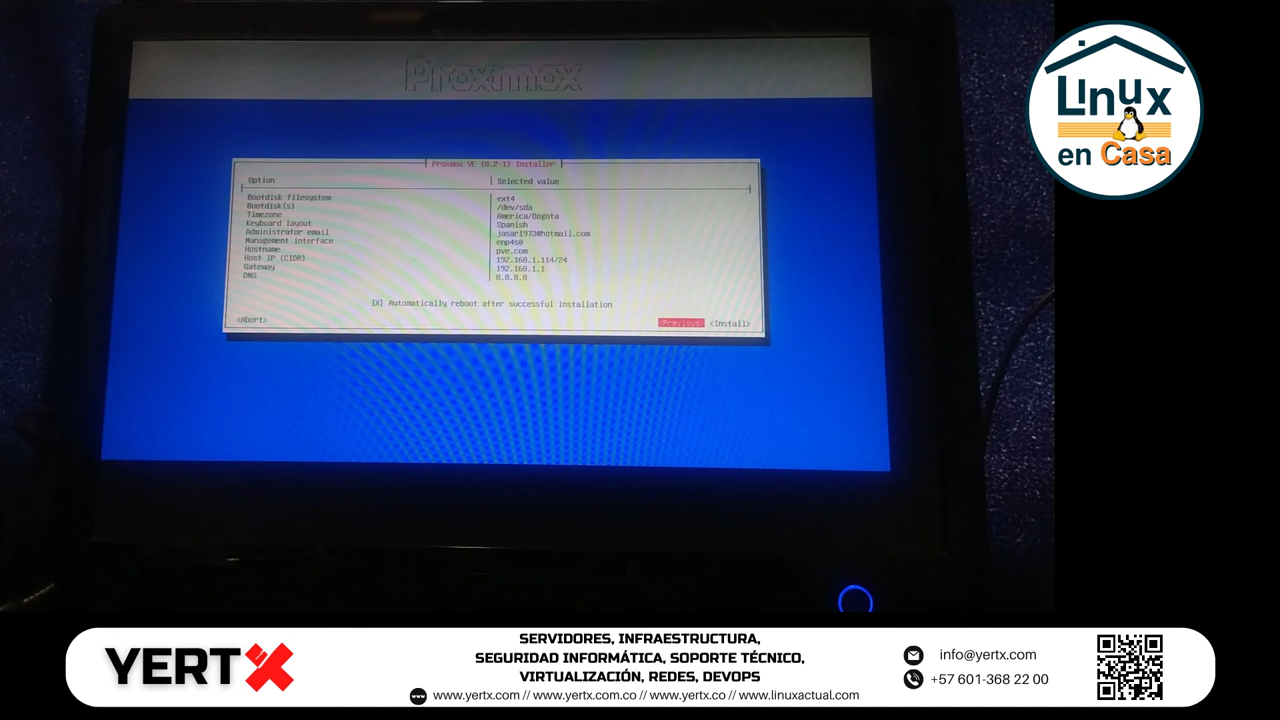 Proxmox
Linux
en Casa
Proxmox VE (8.2-1) Installer
Option | Selected value
Bootdisk filesystem ext4
Bootdisk(s) /dev/sda
Timezone America/Bogota
Keyboard layout Spanish
Administrator email jasar1973@hotmail.com
Management interface enp4s0
Hostname pve.com
Host IP (CIDR) 192.168.1.114/24
Gateway 192.168.1.1
DNS 8.8.8.8
[X] Automatically reboot after successful installation
<Abort> <Previous> <Install>
YERTX
SERVIDORES, INFRAESTRUCTURA,
SEGURIDAD INFORMÁTICA, SOPORTE TÉCNICO,
VIRTUALIZACIÓN, REDES, DEVOPS
www.yertx.com // www.yertx.com.co // www.yertx.co // www.linuxactual.com
info@yertx.com
+57 601-368 22 00